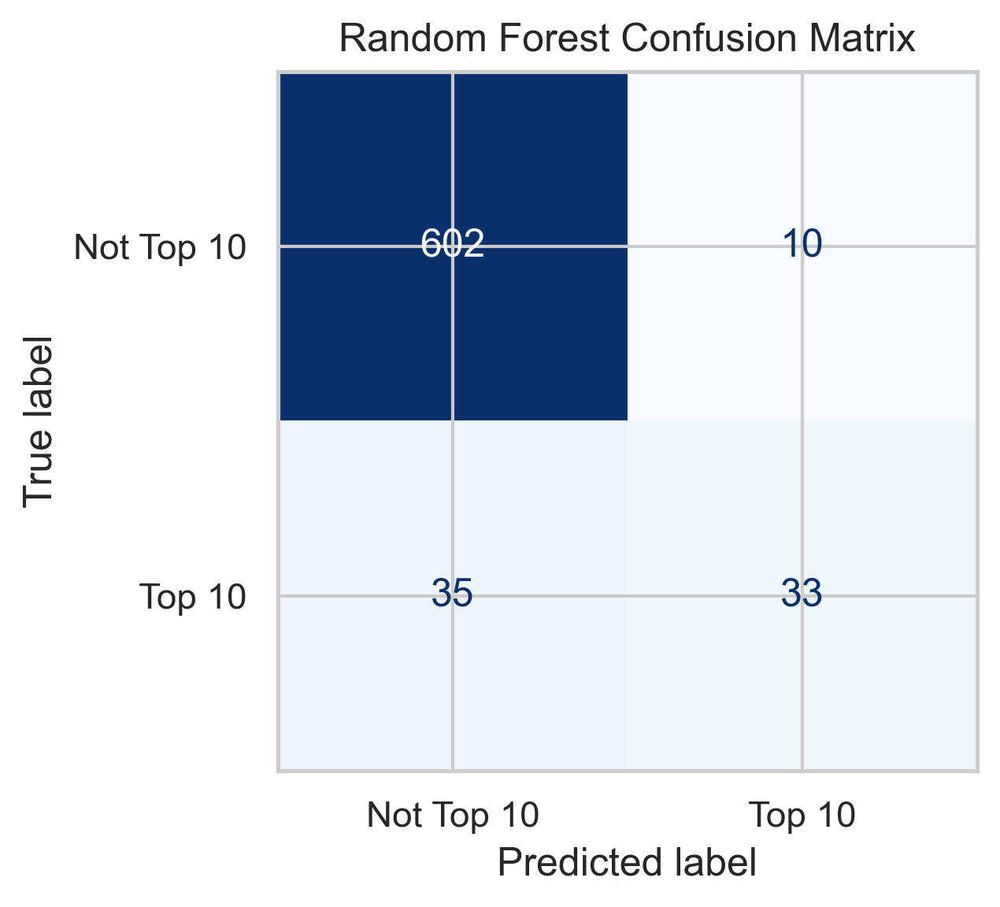 Random Forest Confusion Matrix
True label
Not Top 10
602 10
Top 10
35 33
Not Top 10 Top 10
Predicted label